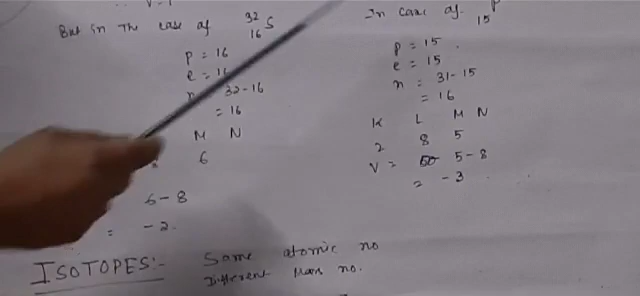 But in the case of 32 16 S
p = 16
e = 16
n 32-16
= 16
M N
6
6-8
= -2.
In case of 15 P
p = 15
e = 15
n = 31-15
= 16
K L M N
2 8 5
V = 5-8
= -3
ISOTOPES:- Same atomic no
Different Mass no.